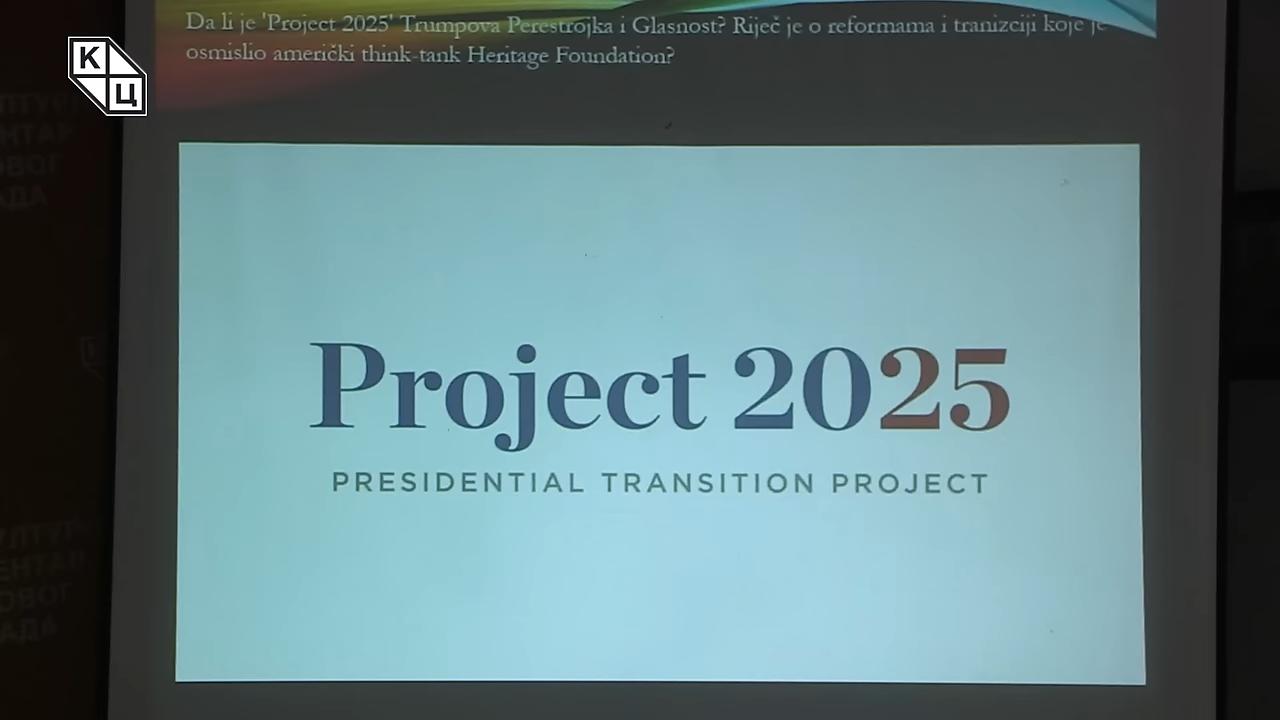 Da li je 'Project 2025' Trumpova Perestrojka i Glasnost? Riječ je o reformama i tranizciji koje je
osmislio američki think-tank Heritage Foundation?
К
Ц
Project 2025
PRESIDENTIAL TRANSITION PROJECT